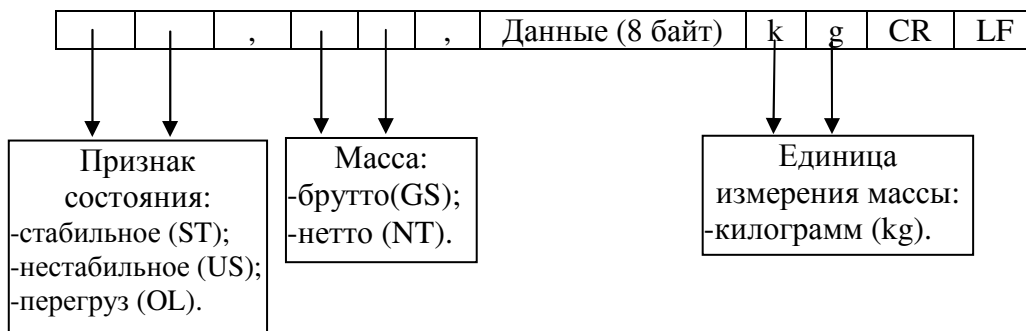 , , Данные (8 байт) k g CR LF
Признак
состояния:
-стабильное (ST);
-нестабильное (US);
-перегруз (OL).
Масса:
-брутто(GS);
-нетто (NT).
Единица
измерения массы:
-килограмм (kg).